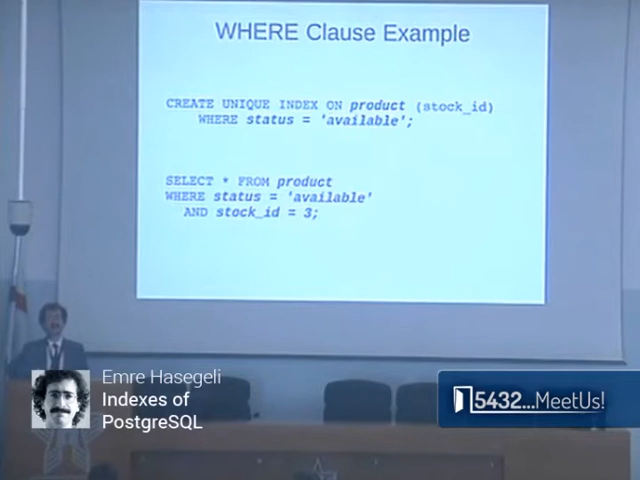 WHERE Clause Example
CREATE UNIQUE INDEX ON product (stock_id)
WHERE status = 'available';
SELECT * FROM product
WHERE status = 'available'
AND stock_id = 3;
Emre Hasegeli
Indexes of
PostgreSQL
5432...MeetUs!